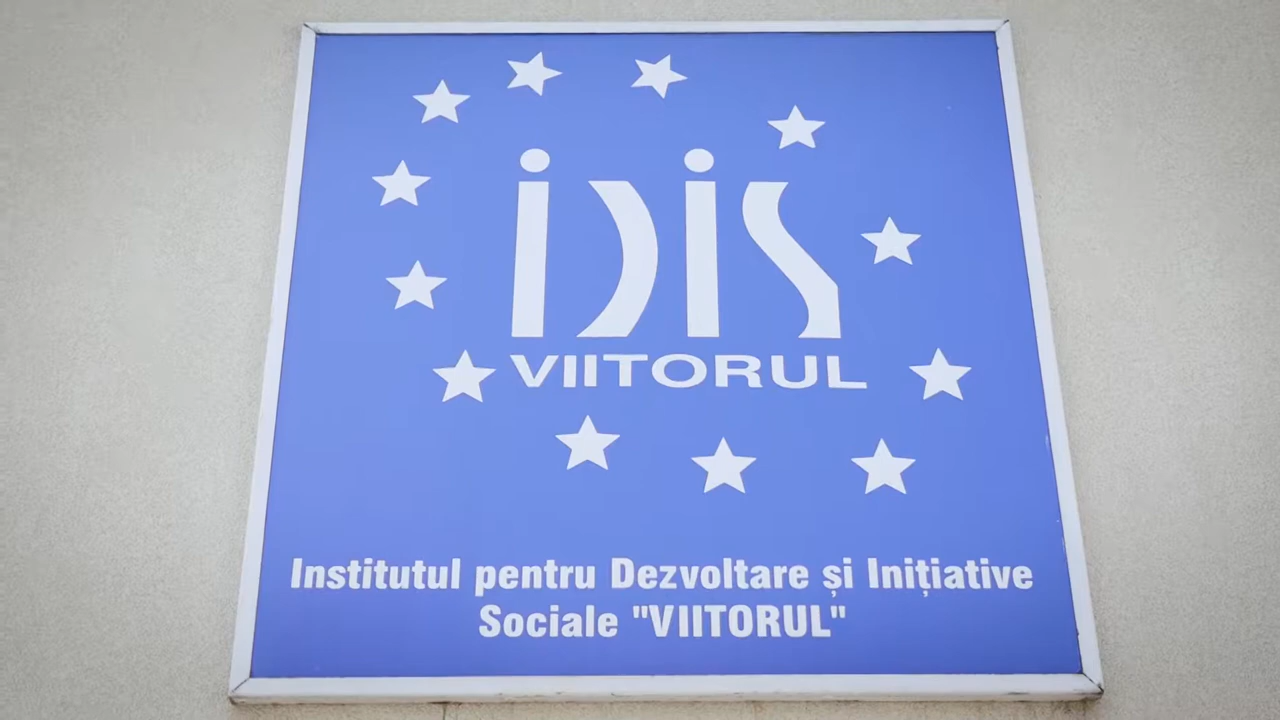 IDIS
VIITORUL
Institutul pentru Dezvoltare și Inițiative
Sociale "VIITORUL"